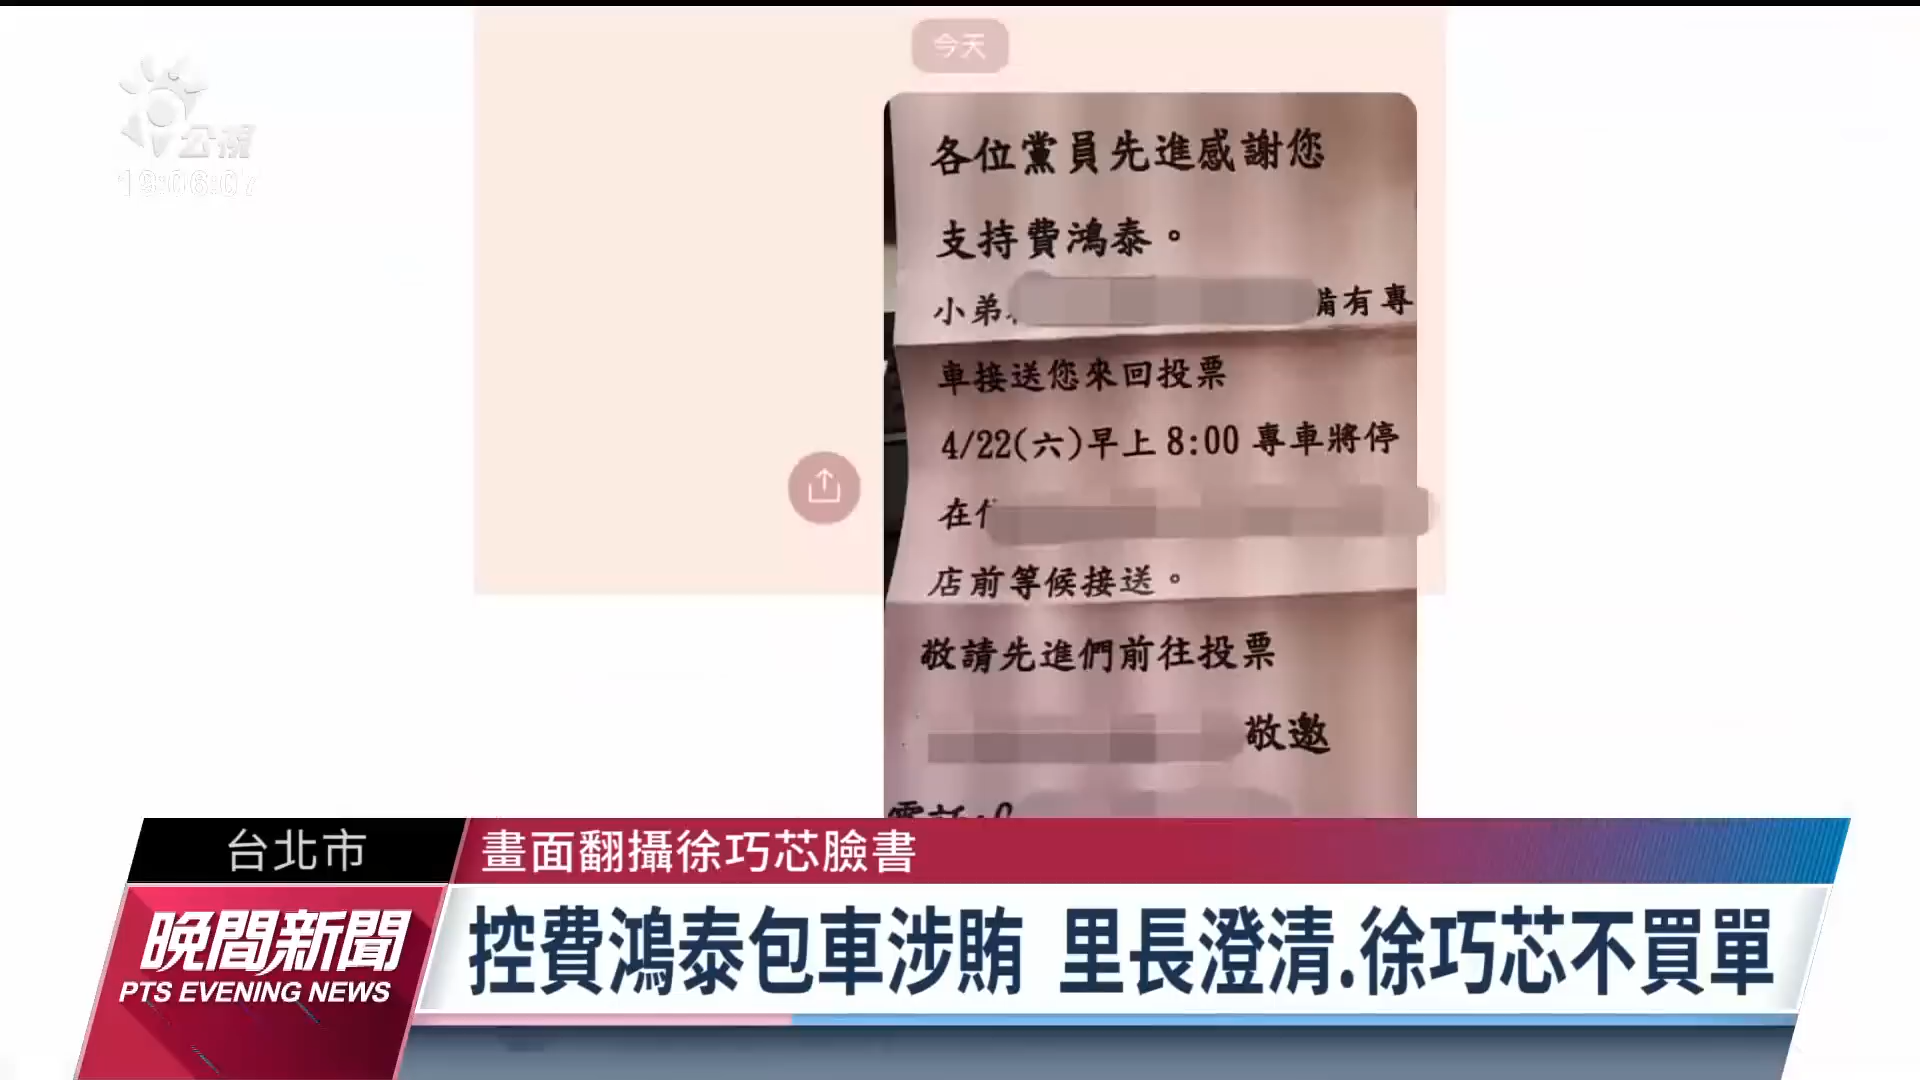 今天
公視
19:06:07
各位黨員先進感謝您
支持費鴻泰。
小弟 備有專
車接送您來回投票
4/22(六)早上8:00專車將停
在
店前等候接送。
敬請先進們前往投票
敬邀
台北市
畫面翻攝徐巧芯臉書
晚間新聞
PTS EVENING NEWS
控費鴻泰包車涉賄 里長澄清.徐巧芯不買單